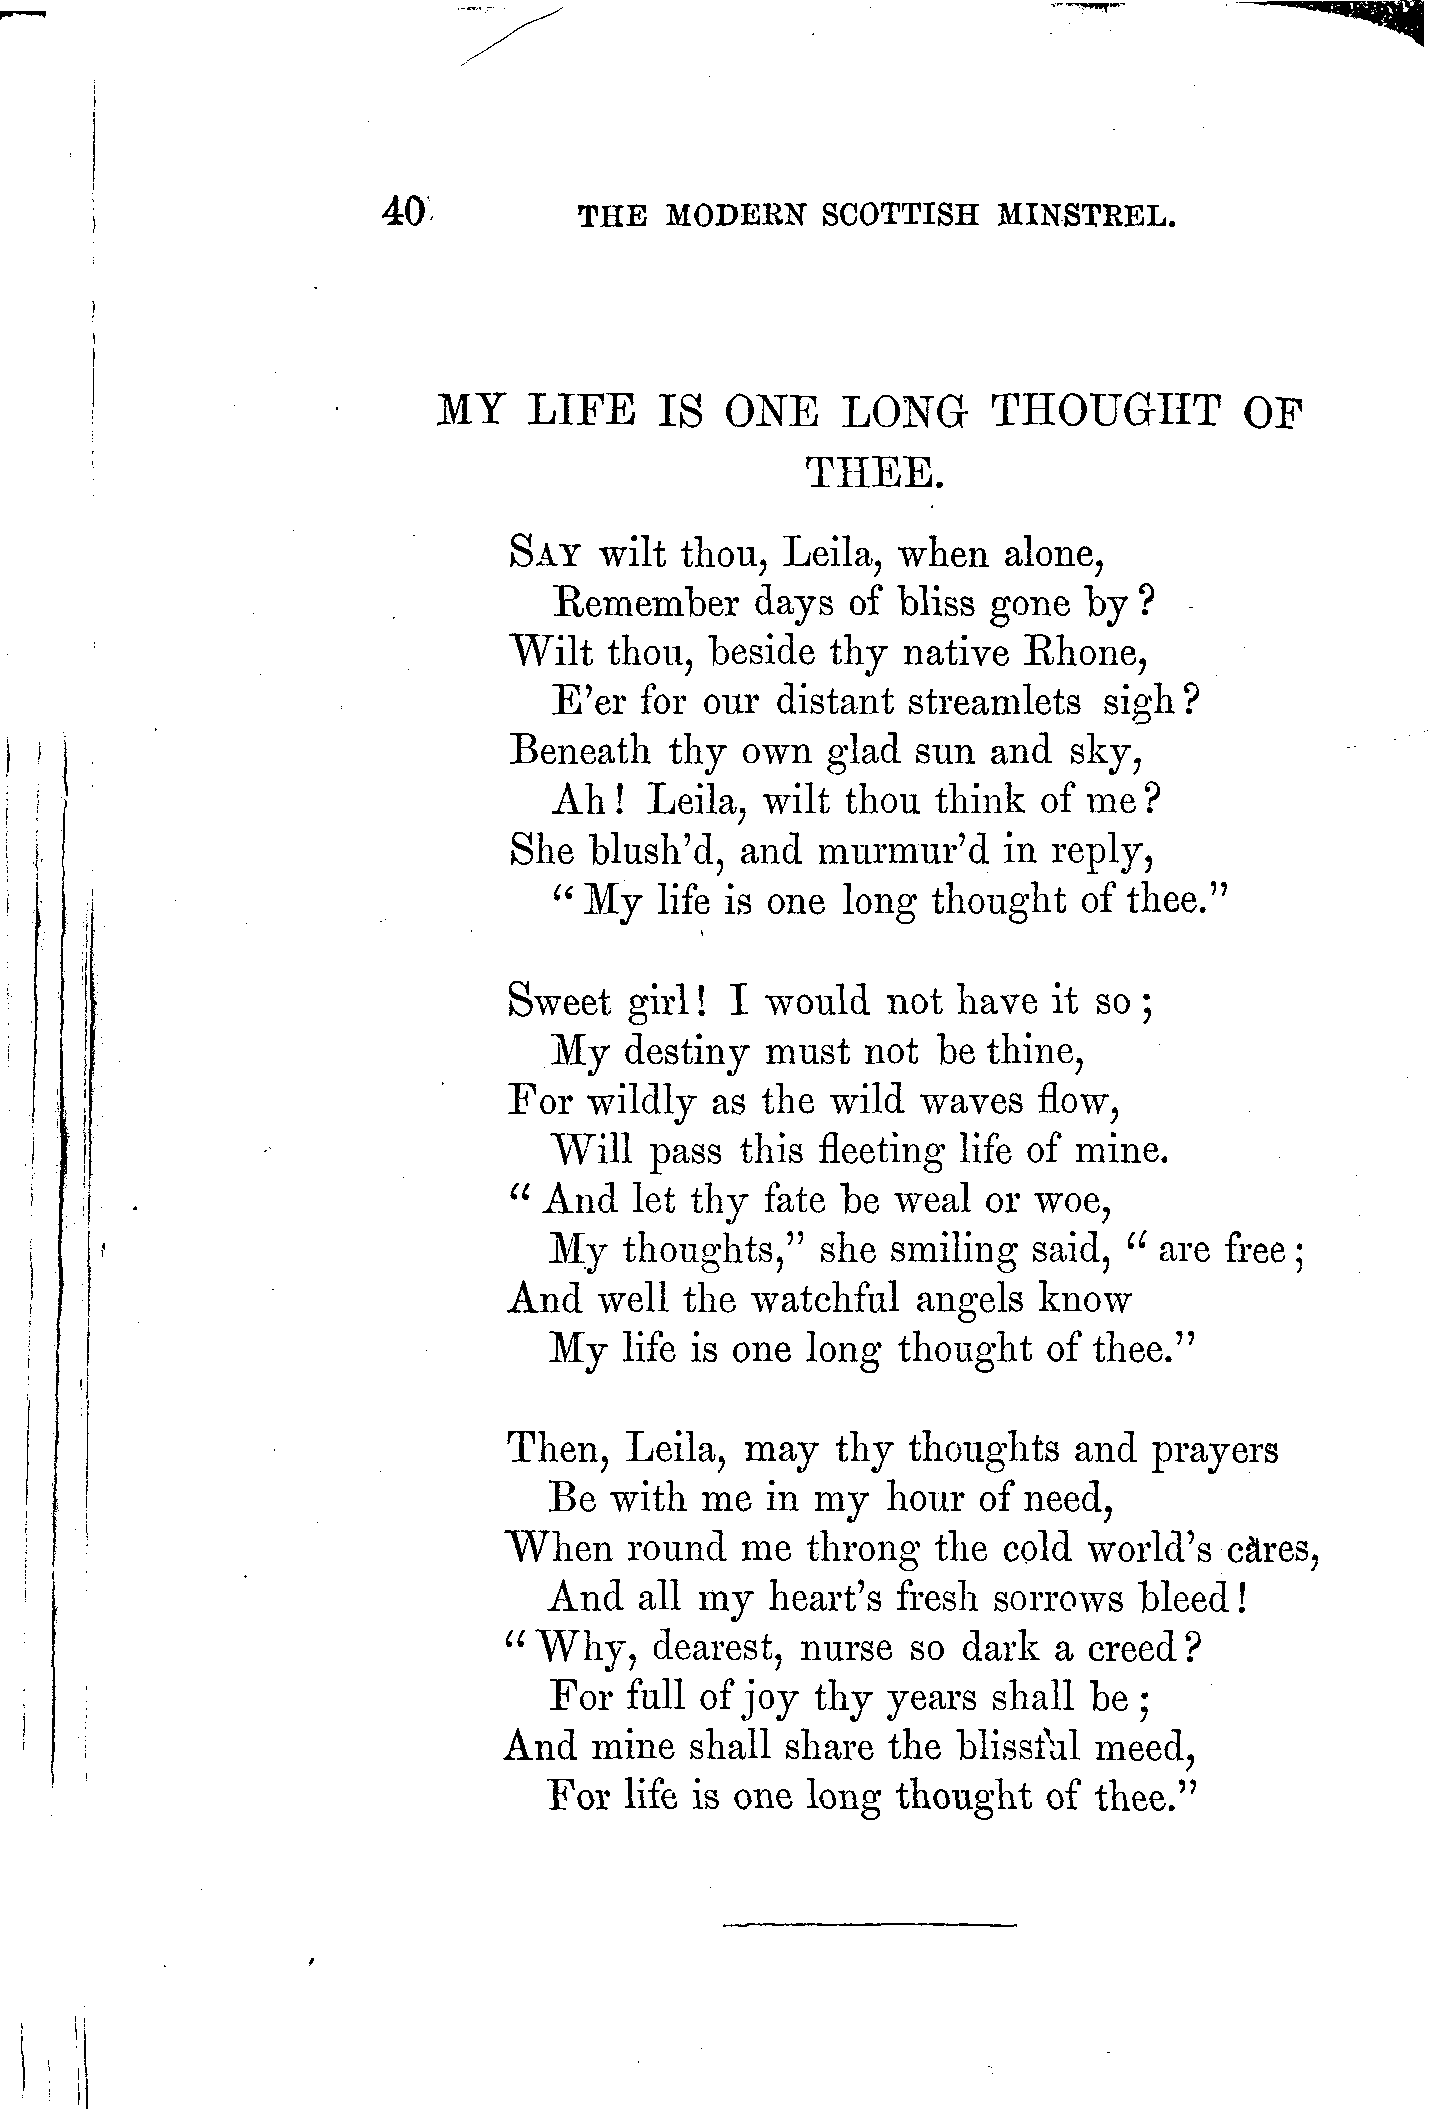 40 THE MODERN SCOTTISH MINSTREL.
MY LIFE IS ONE LONG THOUGHT OF
THEE.
SAY wilt thou, Leila, when alone,
Remember days of bliss gone by?
Wilt thou, beside thy native Rhone,
E'er for our distant streamlets sigh?
Beneath thy own glad sun and sky,
Ah! Leila, wilt thou think of me?
She blush'd, and murmur'd in reply,
"My life is one long thought of thee."
Sweet girl! I would not have it so;
My destiny must not be thine,
For wildly as the wild waves flow,
Will pass this fleeting life of mine.
"And let thy fate be weal or woe,
My thoughts," she smiling said, "are free;
And well the watchful angels know
My life is one long thought of thee."
Then, Leila, may thy thoughts and prayers
Be with me in my hour of need,
When round me throng the cold world's cares,
And all my heart's fresh sorrows bleed!
"Why, dearest, nurse so dark a creed?
For full of joy thy years shall be;
And mine shall share the blissful meed,
For life is one long thought of thee."